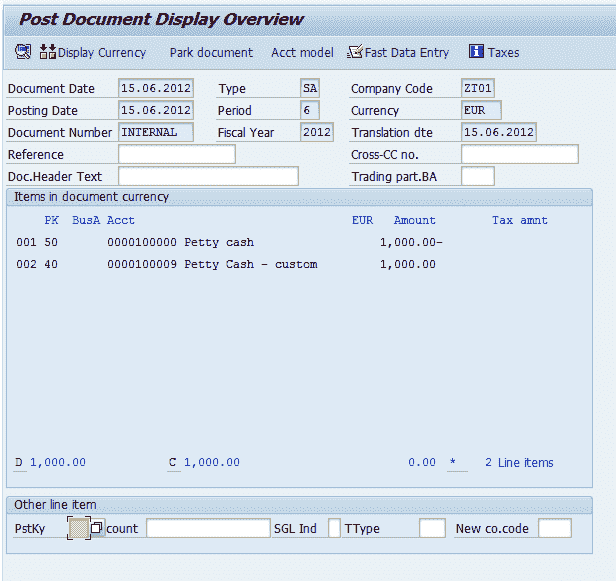 Post Document Display Overview
Display Currency Park document Acct model Fast Data Entry Taxes
Document Date 15.06.2012 Type SA Company Code ZT01
Posting Date 15.06.2012 Period 6 Currency EUR
Document Number INTERNAL Fiscal Year 2012 Translation dte 15.06.2012
Reference Cross-CC no.
Doc.Header Text Trading part.BA
Items in document currency
PK BusA Acct EUR Amount Tax amnt
001 50 0000100000 Petty cash 1,000.00-
002 40 0000100009 Petty Cash - custom 1,000.00
D 1,000.00 C 1,000.00 0.00 * 2 Line items
Other line item
PstKy count SGL Ind TType New co.code